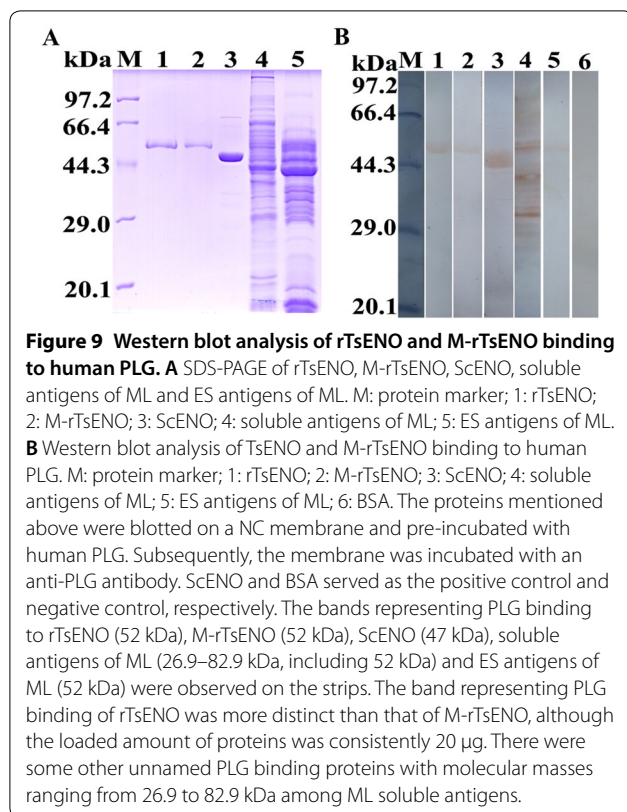 A
B
kDa M 1 2 3 4 5
kDa M 1 2 3 4 5 6
97.2
66.4
44.3
29.0
20.1
97.2
66.4
44.3
29.0
20.1
Figure 9 Western blot analysis of rTsENO and M-rTsENO binding
to human PLG. A SDS-PAGE of rTsENO, M-rTsENO, ScENO, soluble
antigens of ML and ES antigens of ML. M: protein marker; 1: rTsENO;
2: M-rTsENO; 3: ScENO; 4: soluble antigens of ML; 5: ES antigens of ML.
B Western blot analysis of TsENO and M-rTsENO binding to human
PLG. M: protein marker; 1: rTsENO; 2: M-rTsENO; 3: ScENO; 4: soluble
antigens of ML; 5: ES antigens of ML; 6: BSA. The proteins mentioned
above were blotted on a NC membrane and pre-incubated with
human PLG. Subsequently, the membrane was incubated with an
anti-PLG antibody. ScENO and BSA served as the positive control and
negative control, respectively. The bands representing PLG binding
to rTsENO (52 kDa), M-rTsENO (52 kDa), ScENO (47 kDa), soluble
antigens of ML (26.9–82.9 kDa, including 52 kDa) and ES antigens of
ML (52 kDa) were observed on the strips. The band representing PLG
binding of rTsENO was more distinct than that of M-rTsENO, although
the loaded amount of proteins was consistently 20 μg. There were
some other unnamed PLG binding proteins with molecular masses
ranging from 26.9 to 82.9 kDa among ML soluble antigens.